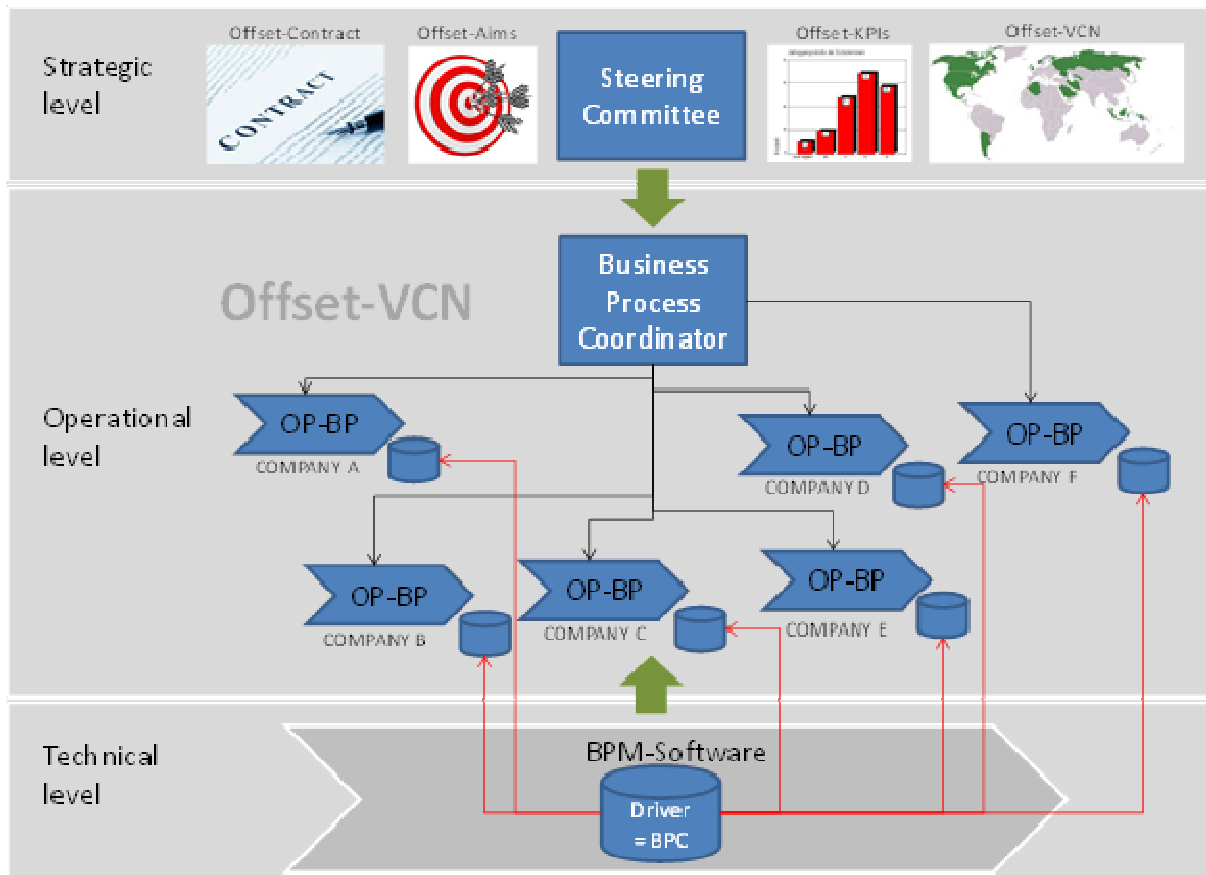 Strategic
level
Offset-Contract
CONTRACT
Offset-Aims
Steering
Committee
Offset-KPIs
Offset-VCN
Operational
level
Offset-VCN
Business
Process
Coordinator
OP-BP
COMPANY A
OP-BP
COMPANY D
OP-BP
COMPANY F
OP-BP
COMPANY B
OP-BP
COMPANY C
OP-BP
COMPANY E
Technical
level
BPM-Software
Driver
= BPC